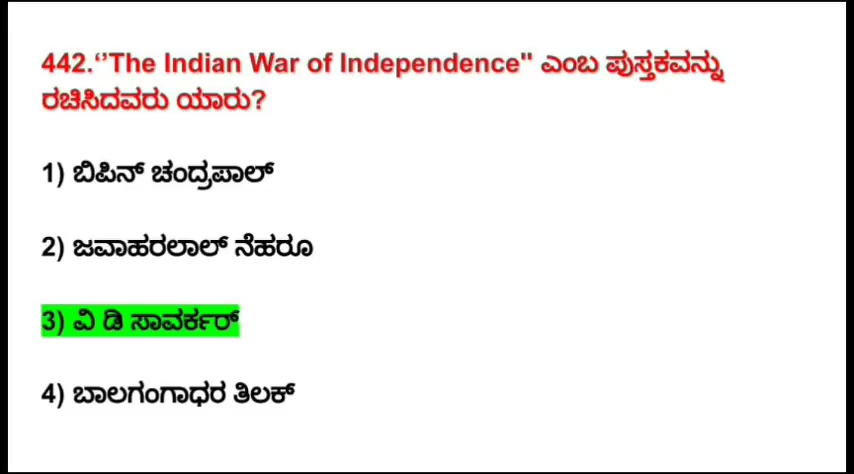 442.‘’The Indian War of Independence" ಎಂಬ ಪುಸ್ತಕವನ್ನು
ರಚಿಸಿದವರು ಯಾರು?
1) ಬಿಪಿನ್ ಚಂದ್ರಪಾಲ್
2) ಜವಾಹರಲಾಲ್ ನೆಹರೂ
3) ವಿ ಡಿ ಸಾವರ್ಕರ್
4) ಬಾಲಗಂಗಾಧರ ತಿಲಕ್